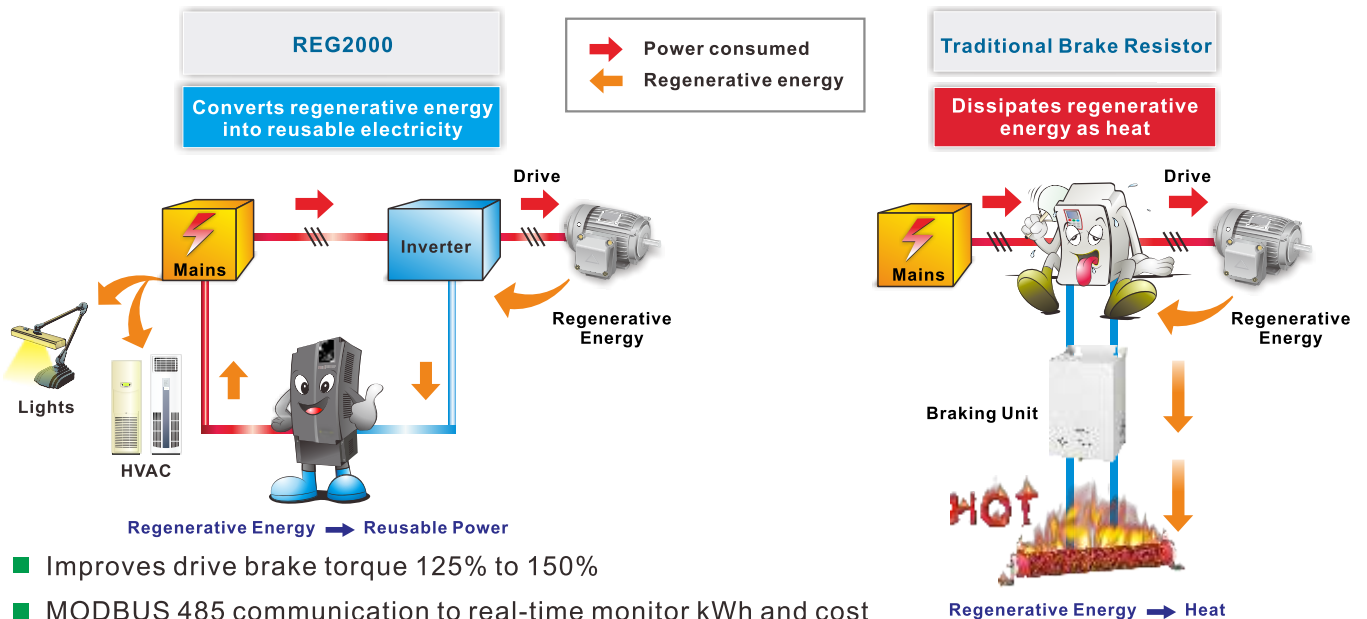 REG2000
Converts regenerative energy
into reusable electricity
Power consumed
Regenerative energy
Traditional Brake Resistor
Dissipates regenerative
energy as heat
Drive
Mains
Inverter
Regenerative
Energy
Lights
HVAC
Regenerative Energy → Reusable Power
Drive
Mains
Regenerative
Energy
Braking Unit
HOT
Regenerative Energy → Heat
Improves drive brake torque 125% to 150%
MODBUS 485 communication to real-time monitor kWh and cost